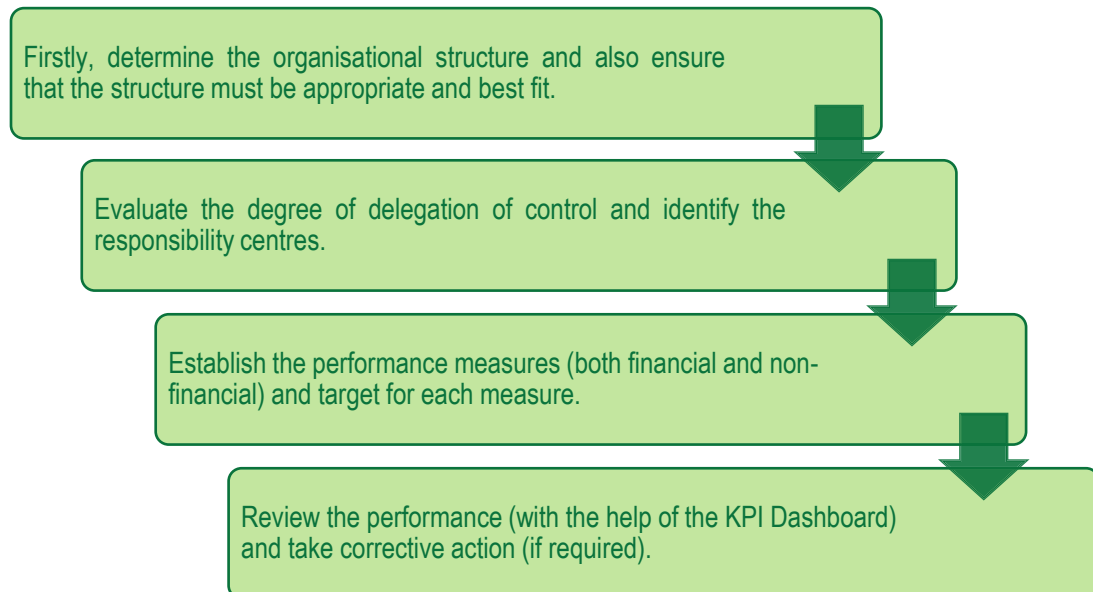 Firstly, determine the organisational structure and also ensure
that the structure must be appropriate and best fit.
Evaluate the degree of delegation of control and identify the
responsibility centres.
Establish the performance measures (both financial and non-
financial) and target for each measure.
Review the performance (with the help of the KPI Dashboard)
and take corrective action (if required).